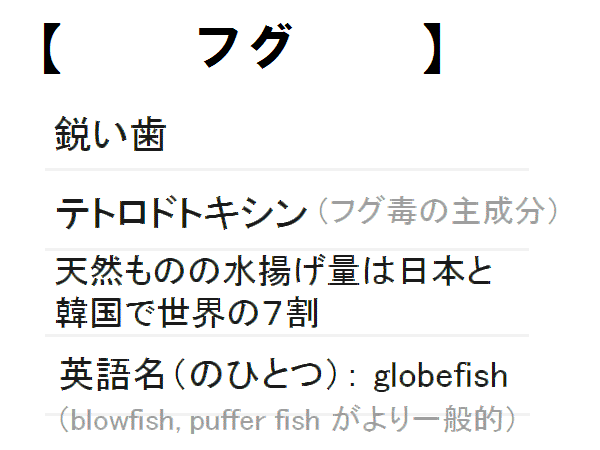 【 フグ 】
鋭い歯
テトロドトキシン（フグ毒の主成分）
天然ものの水揚げ量は日本と
韓国で世界の7割
英語名（のひとつ）: globefish
（blowfish, puffer fish がより一般的）